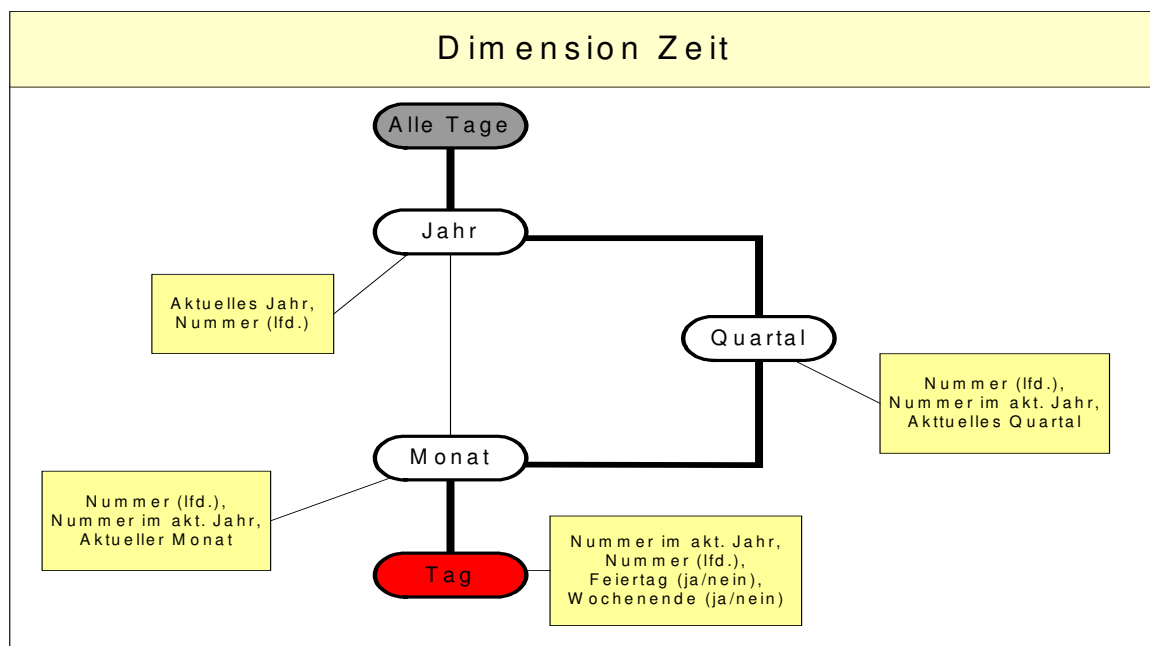 Dimension Zeit
Alle Tage
Jahr
Aktuelles Jahr,
Nummer (lfd.)
Quartal
Nummer (lfd.),
Nummer im akt. Jahr,
Akttuelles Quartal
Monat
Nummer (lfd.),
Nummer im akt. Jahr,
Aktueller Monat
Tag
Nummer im akt. Jahr,
Nummer (lfd.),
Feiertag (ja/nein),
Wochenende (ja/nein)